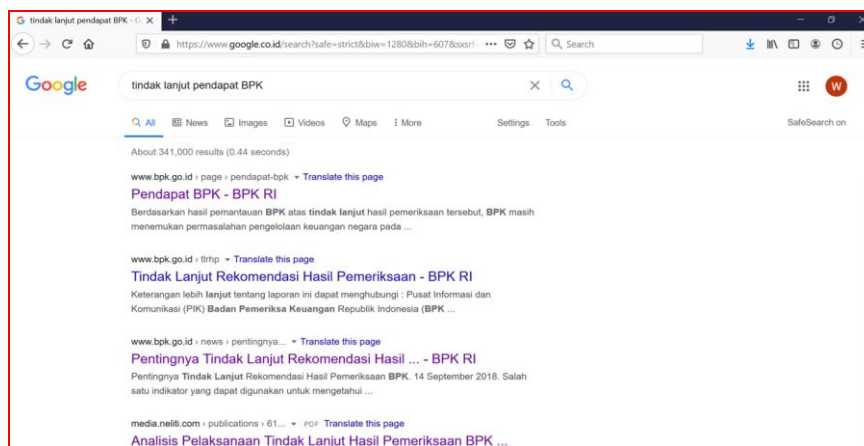 tindak lanjut pendapat BPK - G
https://www.google.co.id/search?safe=strict&biw=1280&bih=607&sxsrf
Search
Google
tindak lanjut pendapat BPK
W
All News Images Videos Maps More Settings Tools
SafeSearch on
About 341,000 results (0.44 seconds)
www.bpk.go.id › page › pendapat-bpk Translate this page
Pendapat BPK - BPK RI
Berdasarkan hasil pemantauan BPK atas tindak lanjut hasil pemeriksaan tersebut, BPK masih
menemukan permasalahan pengelolaan keuangan negara pada ...
www.bpk.go.id › tlrhp Translate this page
Tindak Lanjut Rekomendasi Hasil Pemeriksaan - BPK RI
Keterangan lebih lanjut tentang laporan ini dapat menghubungi : Pusat Informasi dan
Komunikasi (PIK) Badan Pemeriksa Keuangan Republik Indonesia (BPK ...
www.bpk.go.id › news › pentingnya... Translate this page
Pentingnya Tindak Lanjut Rekomendasi Hasil ... - BPK RI
Pentingnya Tindak Lanjut Rekomendasi Hasil Pemeriksaan BPK. 14 September 2018. Salah
satu indikator yang dapat digunakan untuk mengetahui ...
media.neliti.com › publications › 61... PDF Translate this page
Analisis Pelaksanaan Tindak Lanjut Hasil Pemeriksaan BPK ...